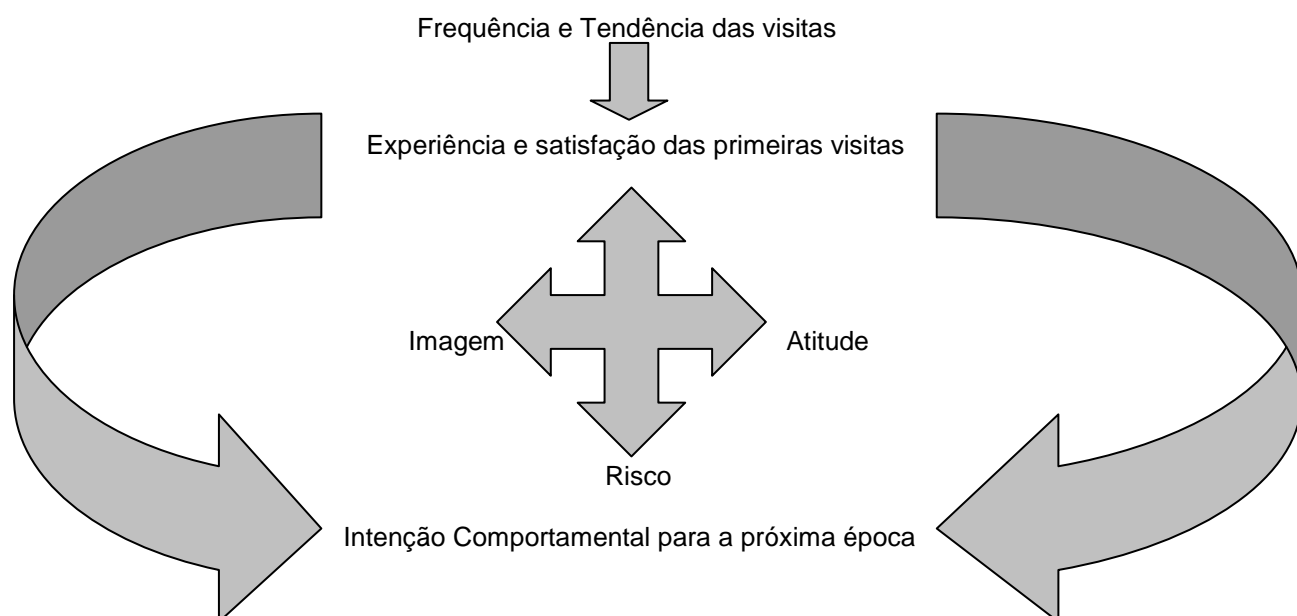 Frequência e Tendência das visitas
Experiência e satisfação das primeiras visitas
Imagem
Atitude
Risco
Intenção Comportamental para a próxima época